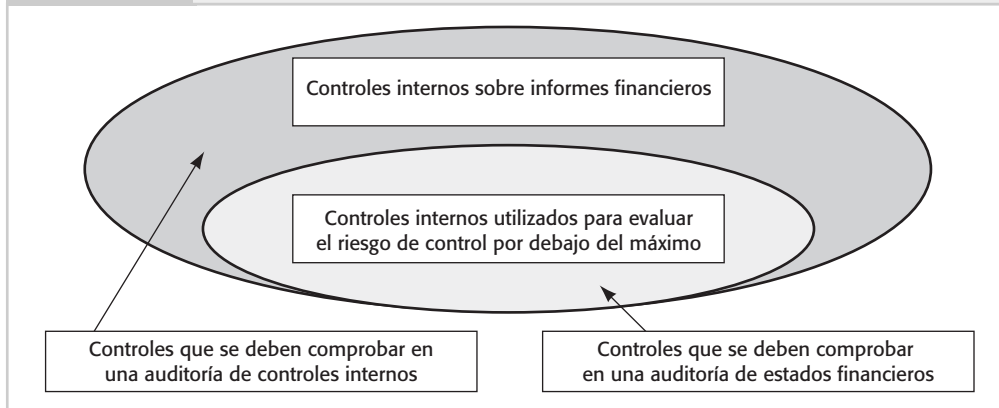 Controles internos sobre informes financieros
Controles internos utilizados para evaluar
el riesgo de control por debajo del máximo
Controles que se deben comprobar en
una auditoría de controles internos
Controles que se deben comprobar
en una auditoría de estados financieros